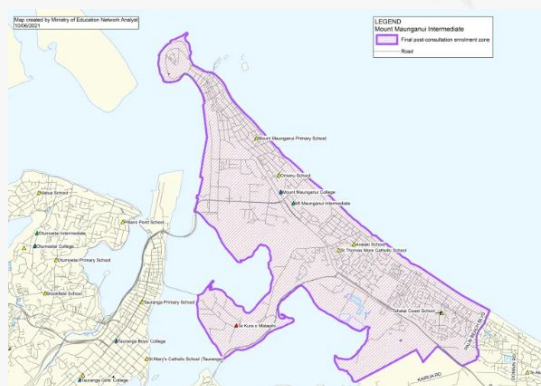 Map created by Ministry of Education Network Analyst
10/06/2021
LEGEND
Mount Maunganui Intermediate
Final post-consultation enrolment zone
Road
Mount Maunganui Primary School
Omanu School
Mount Maunganui College
Mt Maunganui Intermediate
Matua School
Pillans Point School
Otumoetai Intermediate
Otumoetai College
Otumoetai Primary School
Arataki School
St Thomas More Catholic School
Brookfield School
Tauranga Primary School
Te Kura o Matapihi
Tauranga Boys' College
St Mary's Catholic School (Tauranga)
Tauranga Girls' College
KAIRUA RD